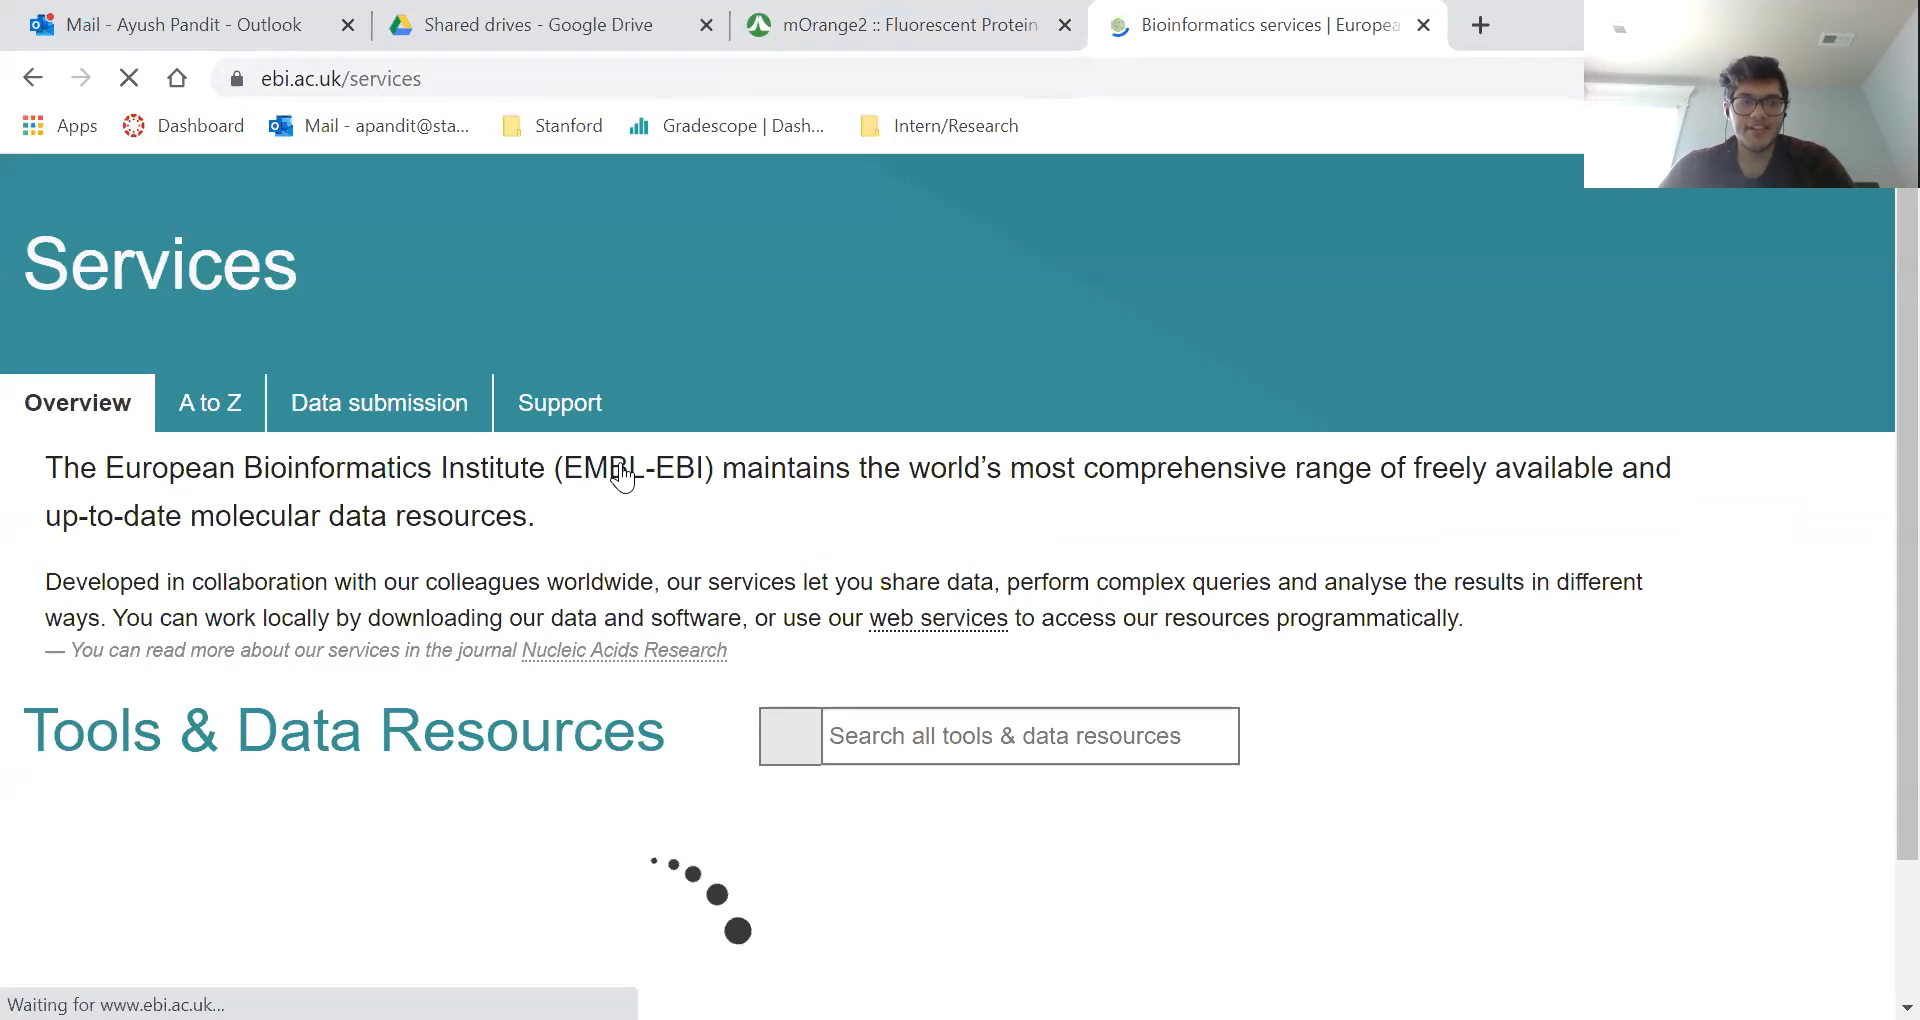 Mail - Ayush Pandit - Outlook
Shared drives - Google Drive
mOrange2 :: Fluorescent Protein
Bioinformatics services | Europea
ebi.ac.uk/services
Apps
Dashboard
Mail - apandit@sta...
Stanford
Gradescope | Dash...
Intern/Research
Services
Overview
A to Z
Data submission
Support
The European Bioinformatics Institute (EMBL-EBI) maintains the world's most comprehensive range of freely available and
up-to-date molecular data resources.
Developed in collaboration with our colleagues worldwide, our services let you share data, perform complex queries and analyse the results in different
ways. You can work locally by downloading our data and software, or use our web services to access our resources programmatically.
— You can read more about our services in the journal Nucleic Acids Research
Tools & Data Resources
Search all tools & data resources
Waiting for www.ebi.ac.uk...